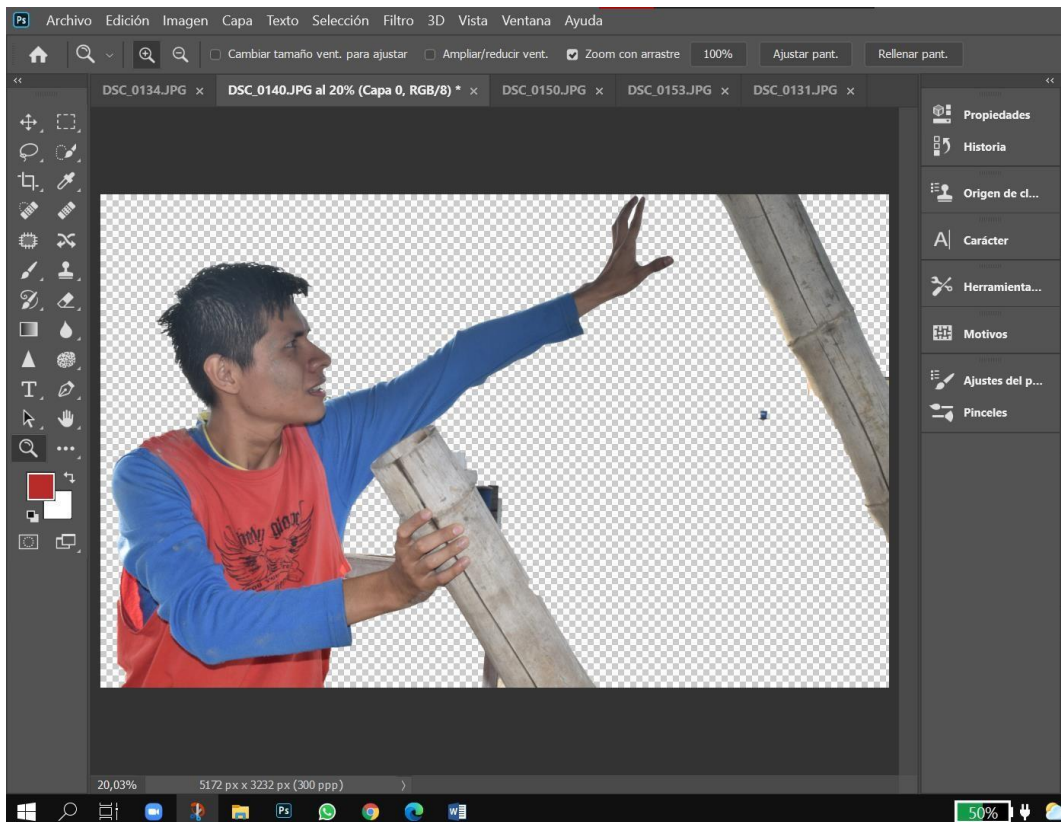 Ps Archivo Edición Imagen Capa Texto Selección Filtro 3D Vista Ventana Ayuda
Cambiar tamaño vent. para ajustar Ampliar/reducir vent. Zoom con arrastre 100% Ajustar pant. Rellenar pant.
DSC_0134.JPG × DSC_0140.JPG al 20% (Capa 0, RGB/8) * × DSC_0150.JPG × DSC_0153.JPG × DSC_0131.JPG ×
Propiedades
Historia
Origen de cl...
A| Carácter
Herramienta...
Motivos
Ajustes del p...
Pinceles
T
20,03% 5172 px x 3232 px (300 ppp)
Ps
50%